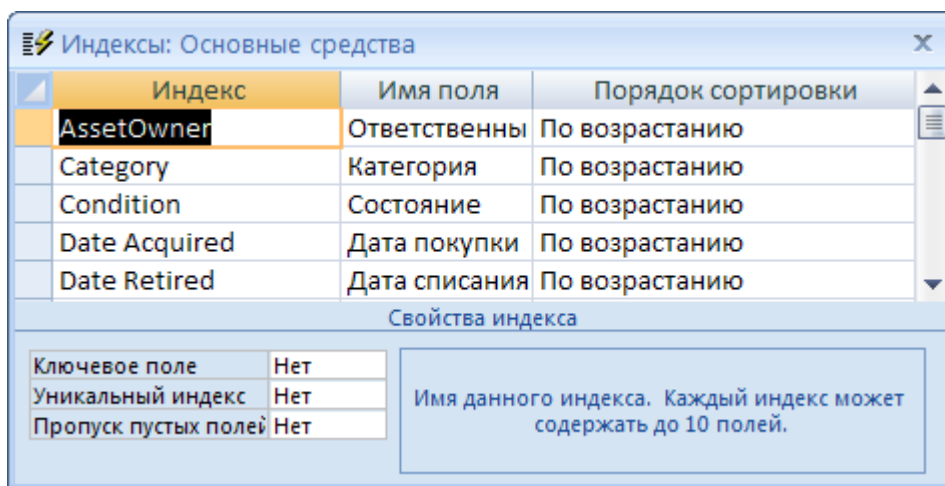 Индексы: Основные средства
Индекс Имя поля Порядок сортировки
AssetOwner Ответственны По возрастанию
Category Категория По возрастанию
Condition Состояние По возрастанию
Date Acquired Дата покупки По возрастанию
Date Retired Дата списания По возрастанию
Свойства индекса
Ключевое поле Нет
Уникальный индекс Нет
Пропуск пустых полей Нет
Имя данного индекса. Каждый индекс может
содержать до 10 полей.